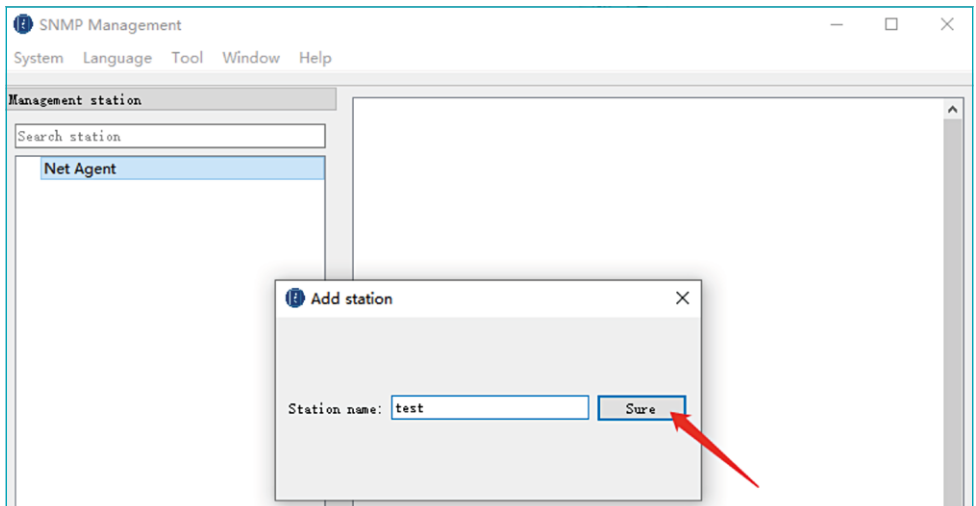 SNMP Management
System Language Tool Window Help
Management station
Search station
Net Agent
Add station
Station name: test Sure